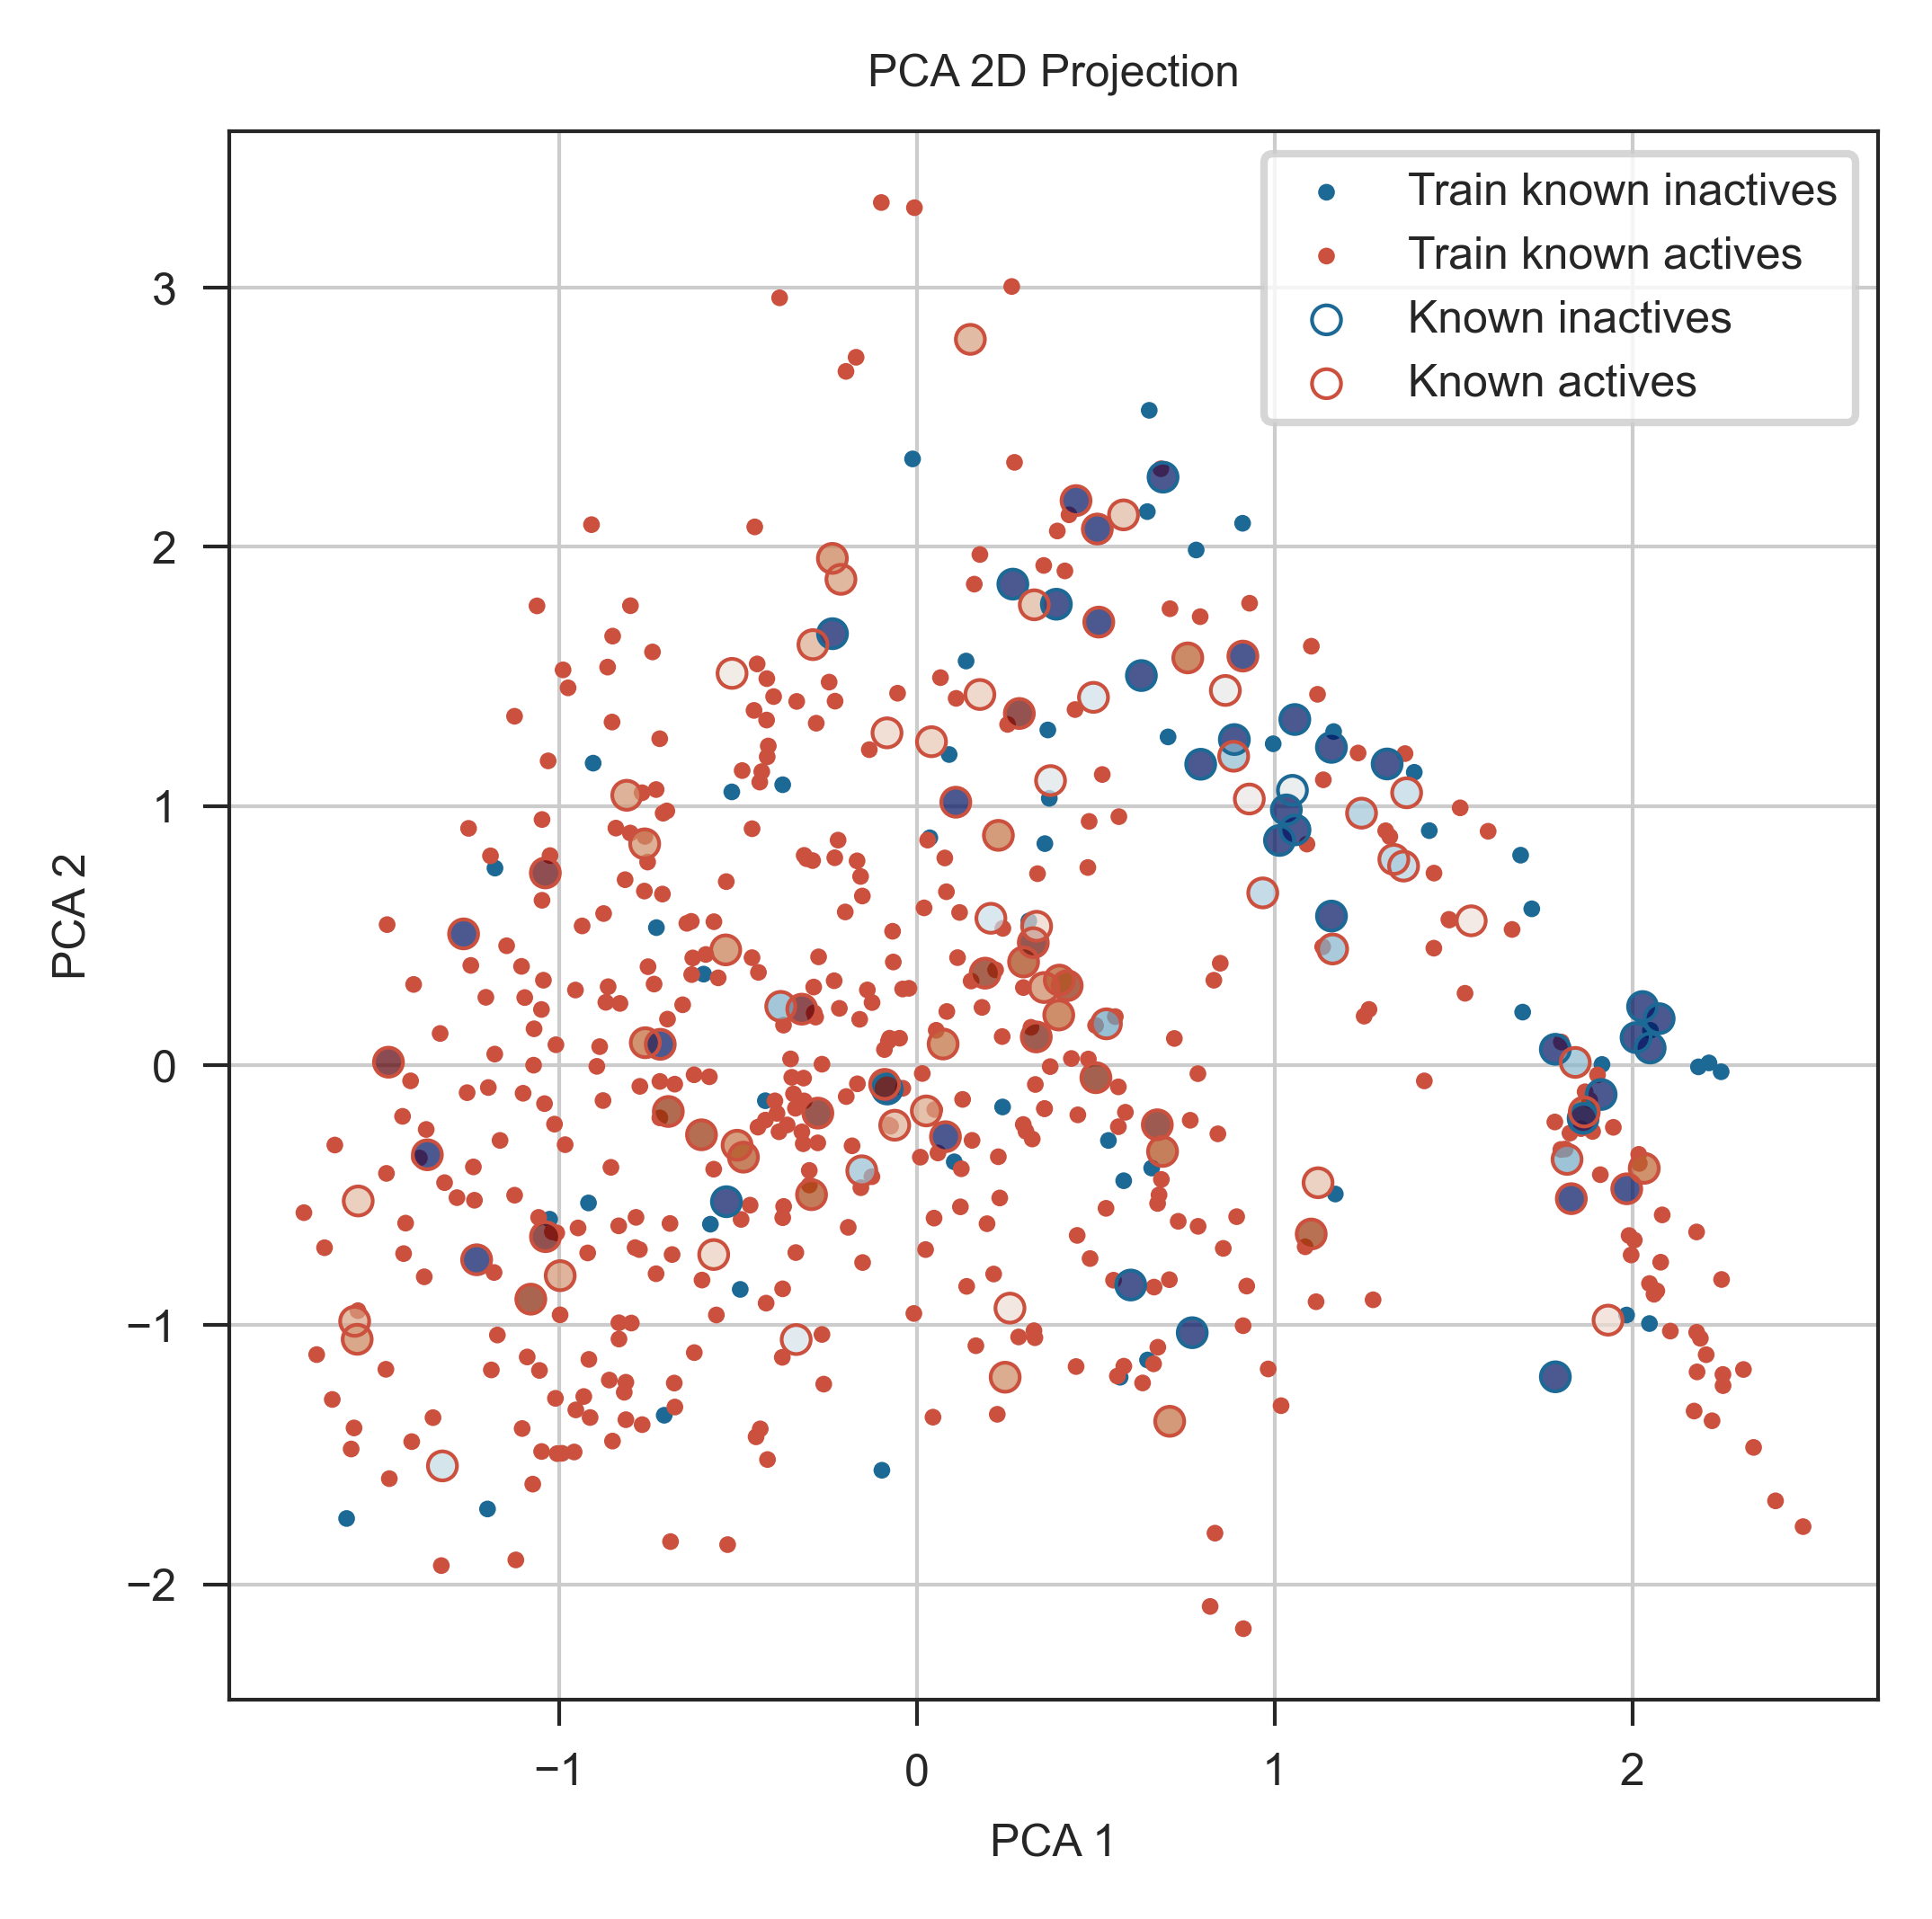 PCA 2D Projection
Train known inactives
Train known actives
Known inactives
Known actives
3
2
1
0
−1
−2
PCA 2
−1
0
1
2
PCA 1